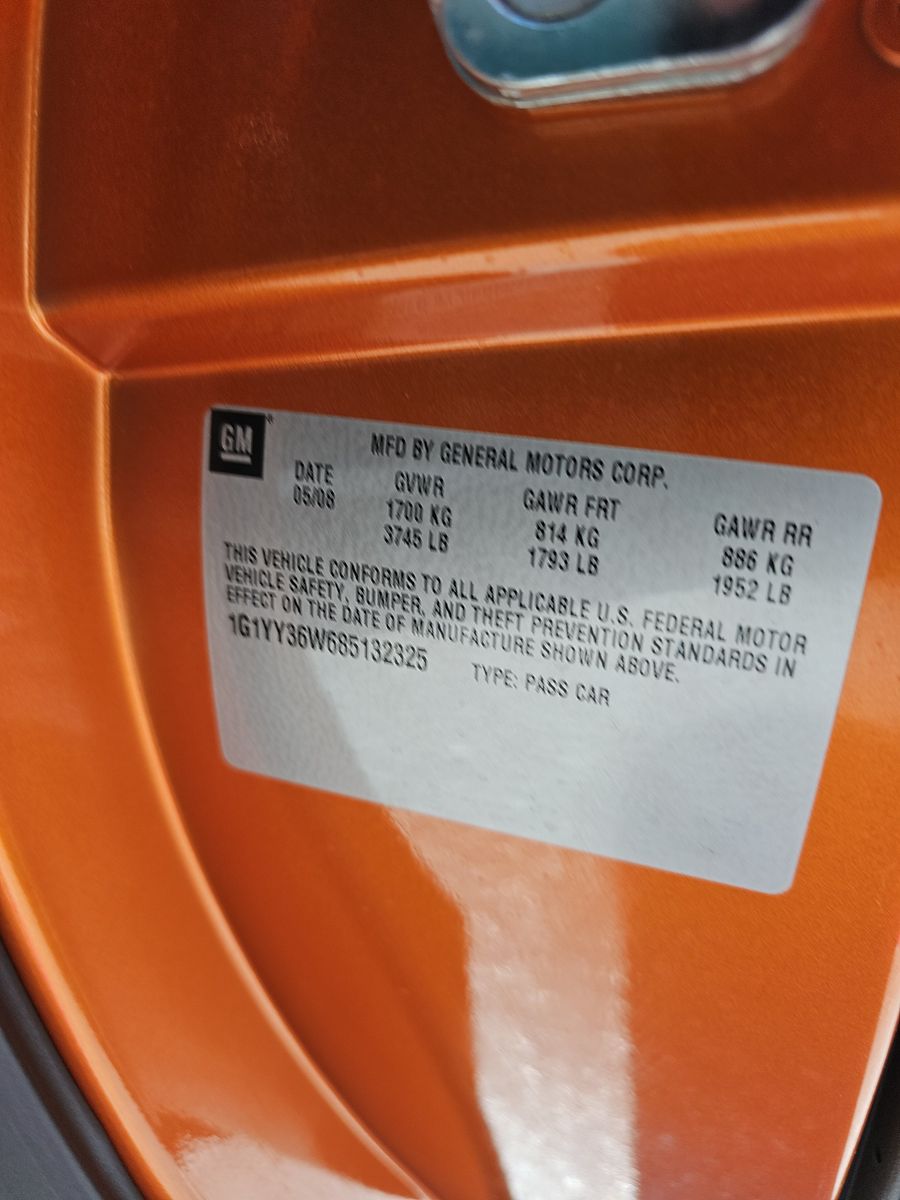 GM
MFD BY GENERAL MOTORS CORP.
DATE GVWR GAWR FRT GAWR RR
05/08 1700 KG 814 KG 886 KG
3745 LB 1793 LB 1952 LB
THIS VEHICLE CONFORMS TO ALL APPLICABLE U.S. FEDERAL MOTOR
VEHICLE SAFETY, BUMPER, AND THEFT PREVENTION STANDARDS IN
EFFECT ON THE DATE OF MANUFACTURE SHOWN ABOVE.
1G1YY36W685132325 TYPE: PASS CAR